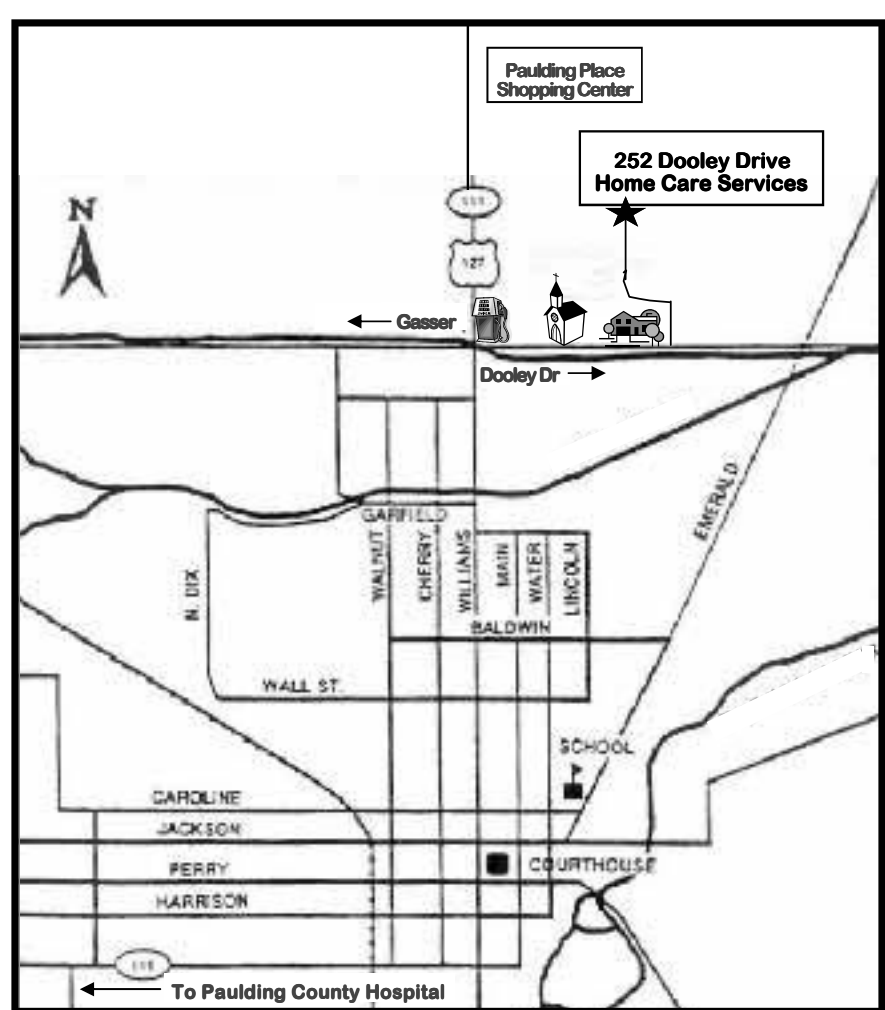 Paulding Place
Shopping Center
252 Dooley Drive
Home Care Services
N
127
Gasser
Dooley Dr
EMERALD
GARFIELD
N. DIX
WALNUT
CHERRY
WILLIAMS
MAIN
WATER
LINCOLN
BALDWIN
WALL ST.
SCHOOL
CAROLINE
JACKSON
PERRY
COURTHOUSE
HARRISON
To Paulding County Hospital